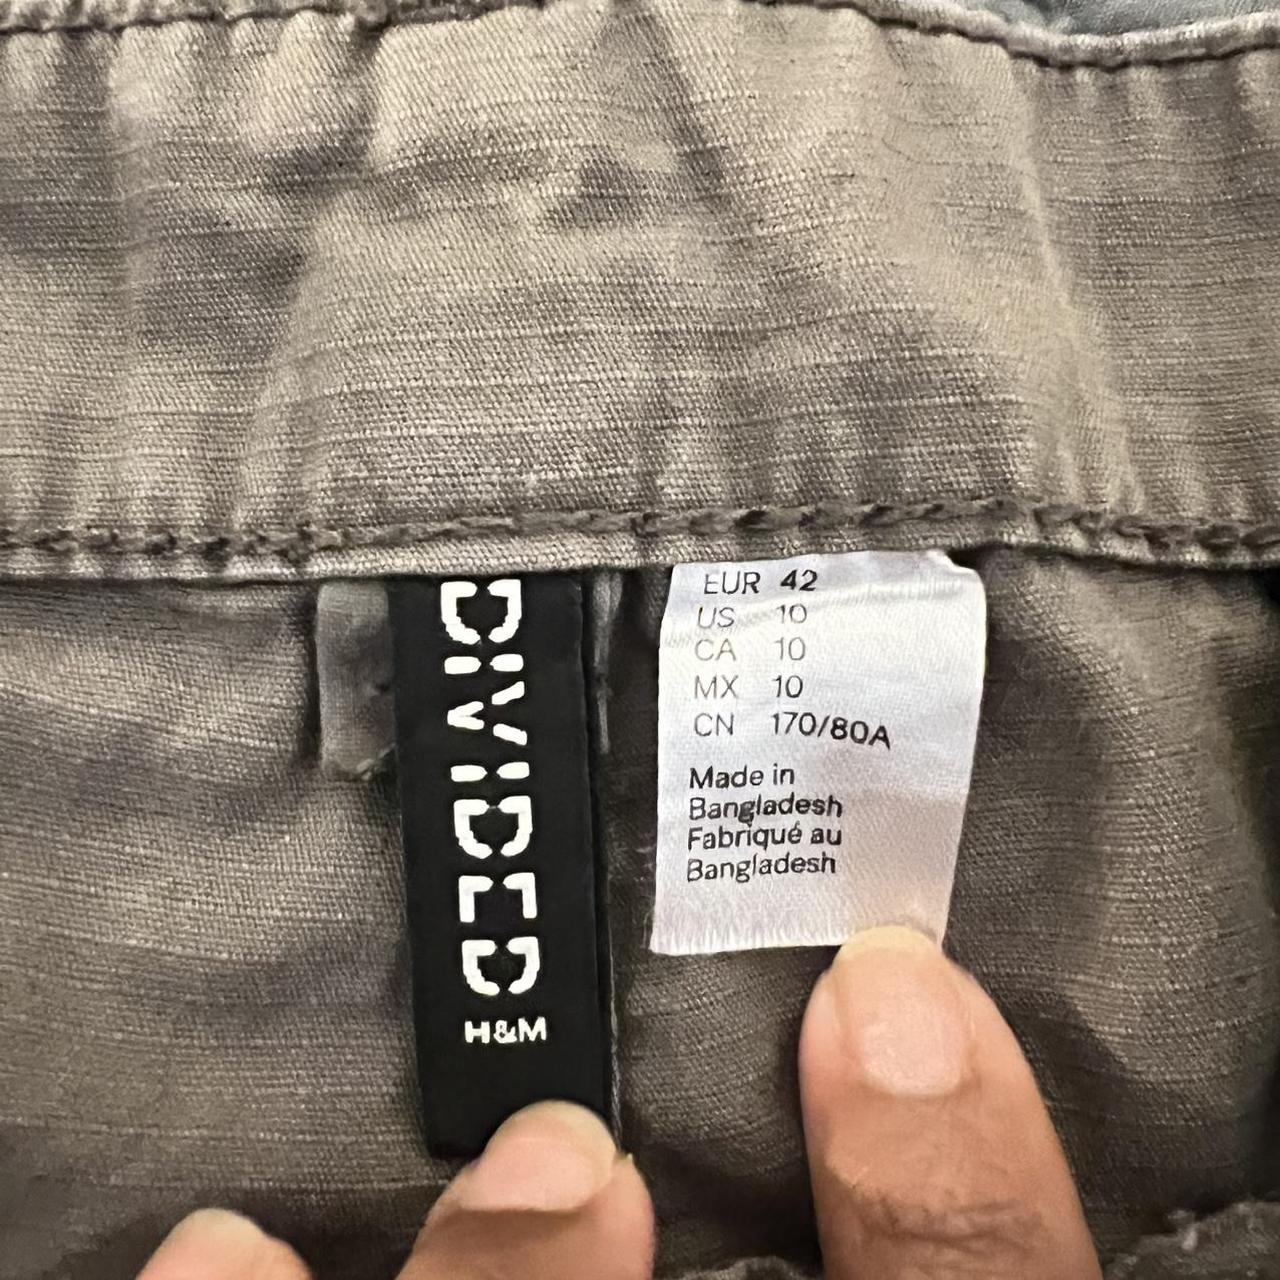 DIVIDED
H&M
EUR 42
US 10
CA 10
MX 10
CN 170/80A
Made in
Bangladesh
Fabriqué au
Bangladesh